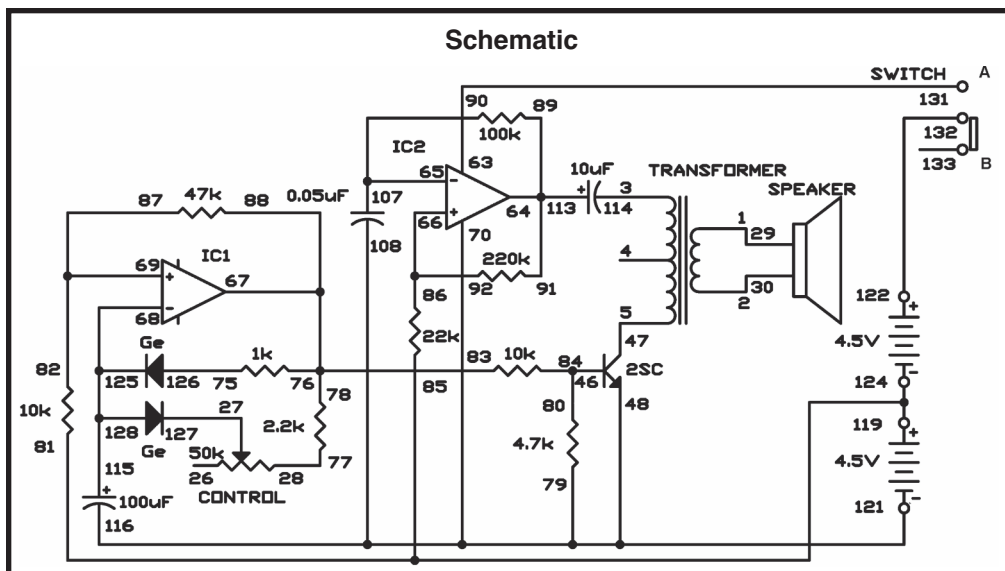 Schematic
SWITCH A
131
90 89
132
100k
IC2
133 B
63
10uF
TRANSFORMER
65 -
SPEAKER
47k
87 88
0.05uF 107
+ 3
1
+
66 64 113 114
29
108
70
IC1
4
220k
69 67
+
30
92 91
2
122
-
86
+
68
5
Ge
22k
47
4.5V
1k
82
83 10k
84
2SC
-
125 126 75 76
85
46
124
78
27
80
48
10k
119
128 127
2.2k
+
81
Ge
50k
4.7k
4.5V
77
115
26 28
79
-
+
CONTROL
121
100uF
116